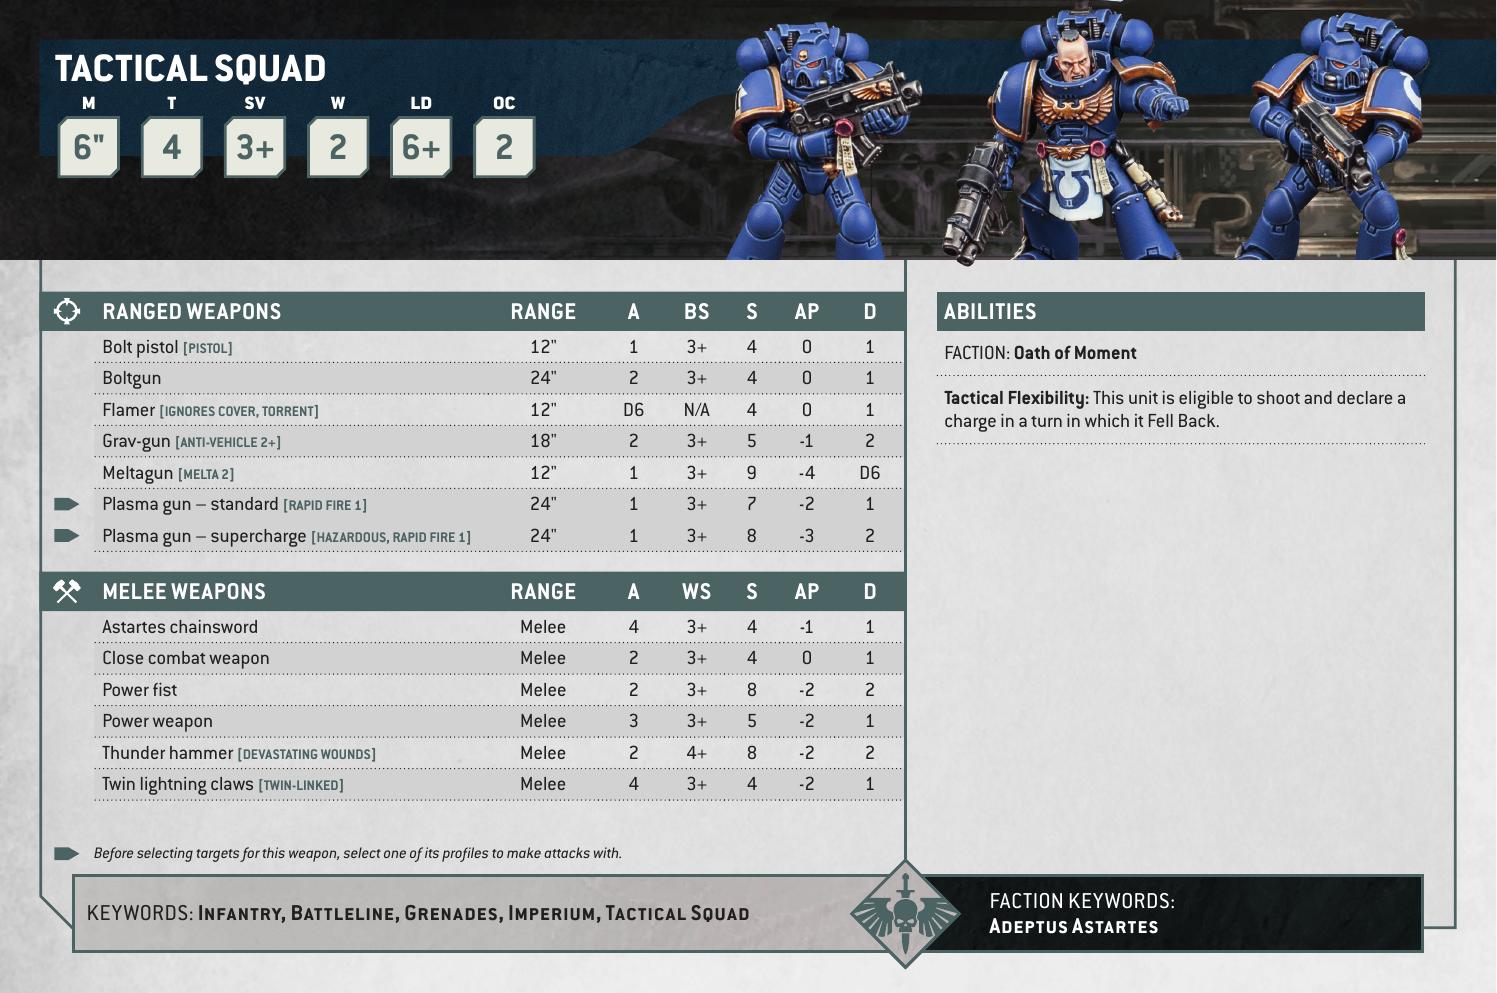 TACTICAL SQUAD
M T SV W LD OC
6" 4 3+ 2 6+ 2
RANGED WEAPONS RANGE A BS S AP D
Bolt pistol [PISTOL] 12" 1 3+ 4 0 1
Boltgun 24" 2 3+ 4 0 1
Flamer [IGNORES COVER, TORRENT] 12" D6 N/A 4 0 1
Grav-gun [ANTI-VEHICLE 2+] 18" 2 3+ 5 -1 2
Meltagun [MELTA 2] 12" 1 3+ 9 -4 D6
Plasma gun – standard [RAPID FIRE 1] 24" 1 3+ 7 -2 1
Plasma gun – supercharge [HAZARDOUS, RAPID FIRE 1] 24" 1 3+ 8 -3 2
MELEE WEAPONS RANGE A WS S AP D
Astartes chainsword Melee 4 3+ 4 -1 1
Close combat weapon Melee 2 3+ 4 0 1
Power fist Melee 2 3+ 8 -2 2
Power weapon Melee 3 3+ 5 -2 1
Thunder hammer [DEVASTATING WOUNDS] Melee 2 4+ 8 -2 2
Twin lightning claws [TWIN-LINKED] Melee 4 3+ 4 -2 1
Before selecting targets for this weapon, select one of its profiles to make attacks with.
ABILITIES
FACTION: Oath of Moment
Tactical Flexibility: This unit is eligible to shoot and declare a
charge in a turn in which it Fell Back.
KEYWORDS: INFANTRY, BATTLELINE, GRENADES, IMPERIUM, TACTICAL SQUAD
FACTION KEYWORDS:
ADEPTUS ASTARTES